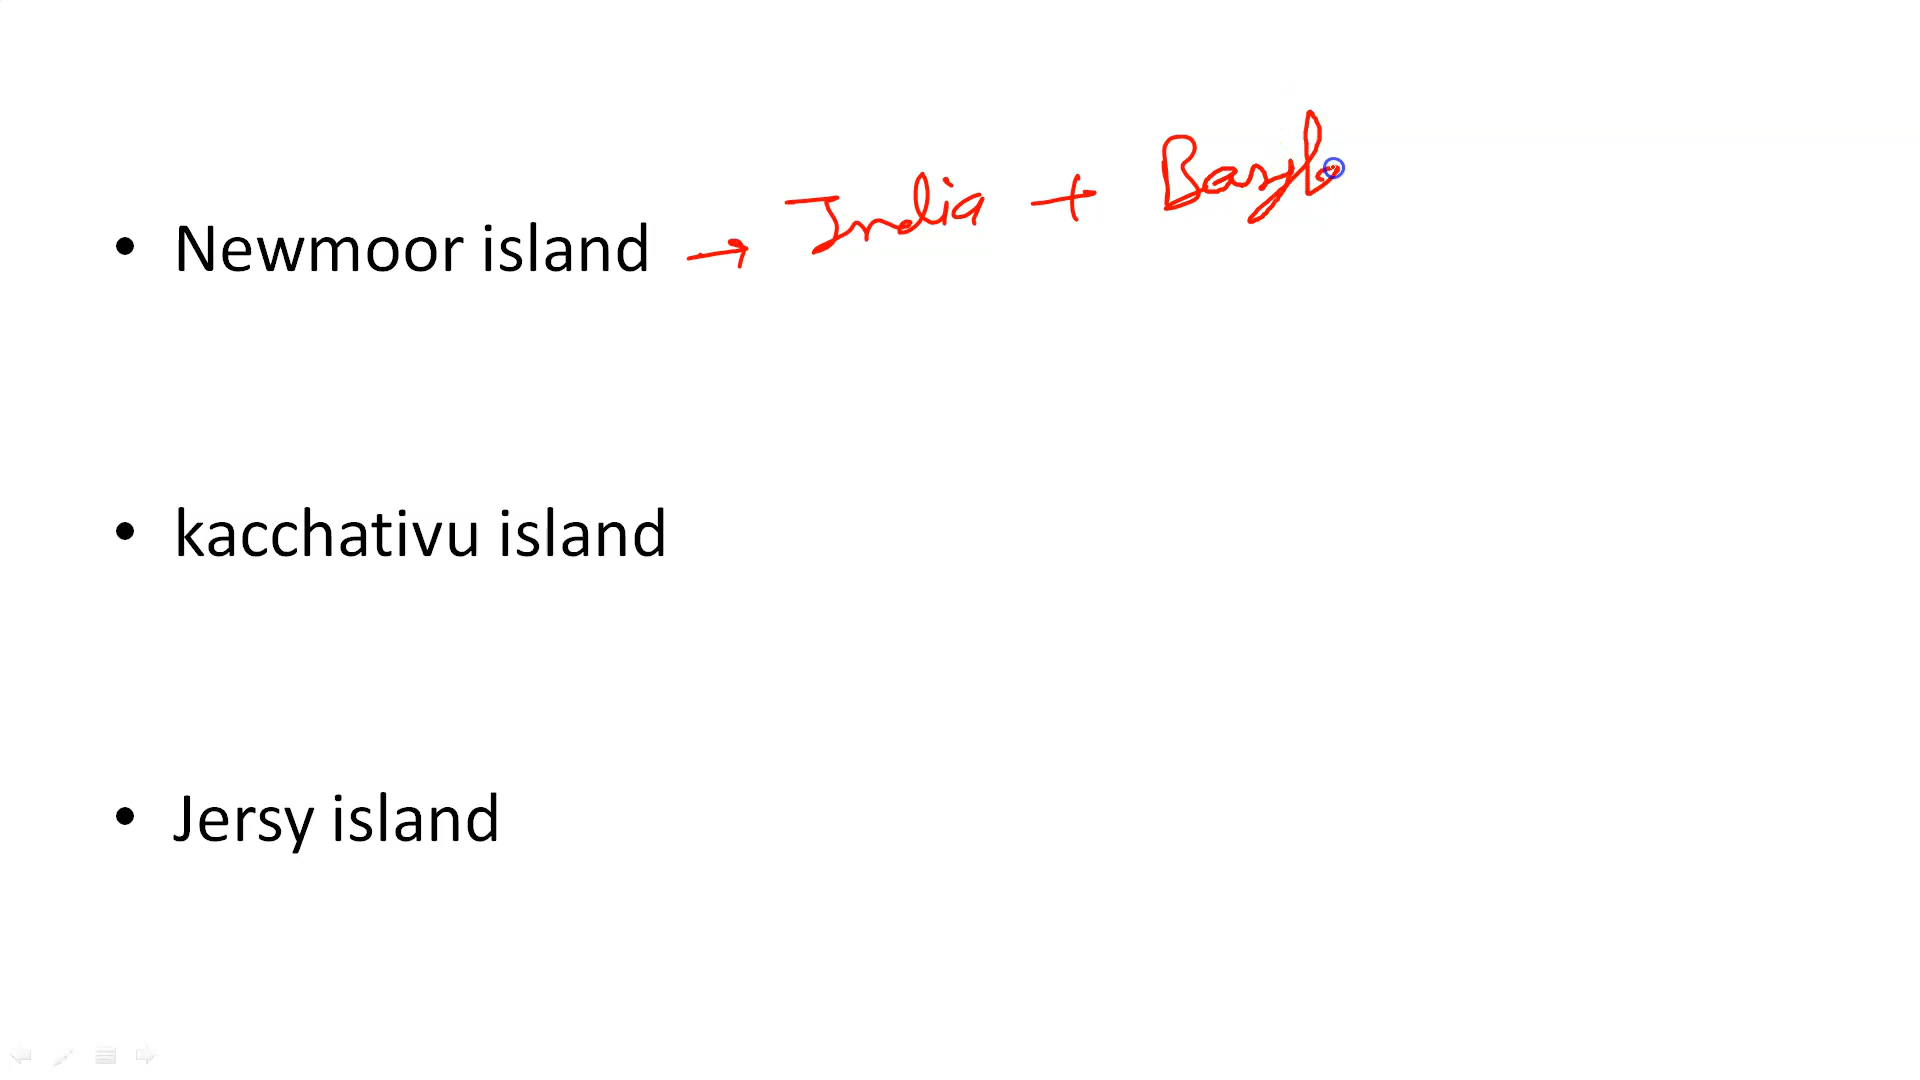 • Newmoor island → India + Bangla
• kacchativu island
• Jersy island